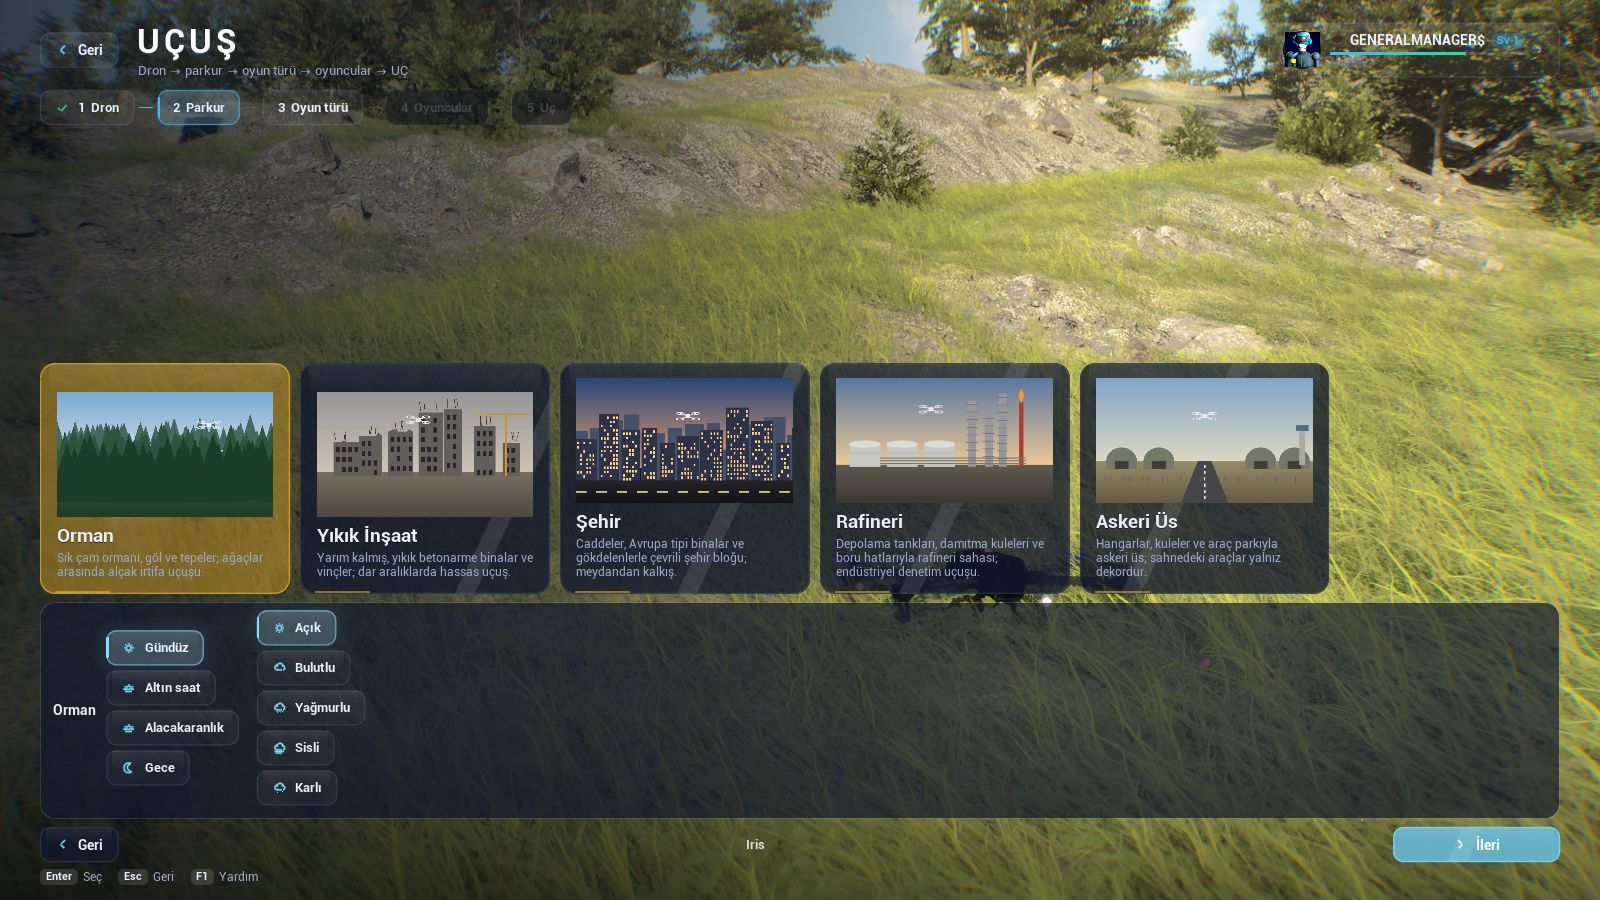 Geri
UÇUŞ
Dron → parkur → oyun türü → oyuncular → UÇ
GENERALMANAGER$ Sv 1
1 Dron
2 Parkur
3 Oyun türü
4 Oyuncular
5 Uç
Orman
Sık çam ormanı, göl ve tepeler; ağaçlar
arasında alçak irtifa uçuşu.
Yıkık İnşaat
Yarım kalmış, yıkık betonarme binalar ve
vinçler; dar aralıklarda hassas uçuş.
Şehir
Caddeler, Avrupa tipi binalar ve
gökdelenlerle çevrili şehir bloğu;
meydandan kalkış.
Rafineri
Depolama tankları, damıtma kuleleri ve
boru hatlarıyla rafineri sahası;
endüstriyel denetim uçuşu.
Askeri Üs
Hangarlar, kuleler ve araç parkıyla
askeri üs; sahnedeki araçlar yalnız
dekordur.
Orman
Gündüz
Altın saat
Alacakaranlık
Gece
Açık
Bulutlu
Yağmurlu
Sisli
Karlı
Geri
Iris
İleri
Enter Seç Esc Geri F1 Yardım